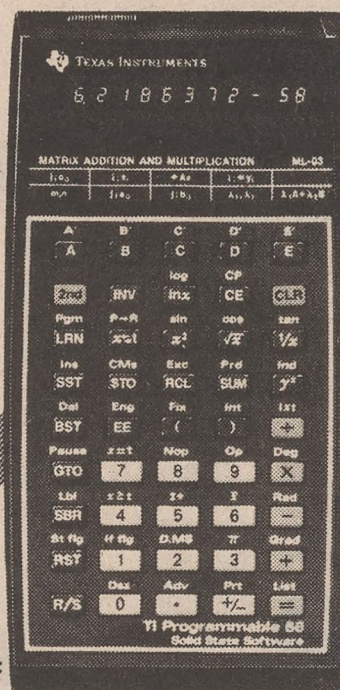 TEXAS INSTRUMENTS
6.2186372- 58
MATRIX ADDITION AND MULTIPLICATION ML-03
A' B' C' D' E'
A B C D E
log CP
2nd INV lnx CE CLR
Pgm P→R sin cos tan
LRN x⇄t x² √x 1/x
Ins CMs Exc Prd Ind
SST STO RCL SUM yˣ
Del Eng Fix Int |x|
BST EE ( ) ÷
Pause x=t Nop Op Deg
GTO 7 8 9 ×
Lbl x≥t Σ+ x̄ Rad
SBR 4 5 6 −
St flg If flg D.MS π Grad
RST 1 2 3 +
Dsz Adv Prt List
R/S 0 . +/− =
TI Programmable 58
Solid State Software